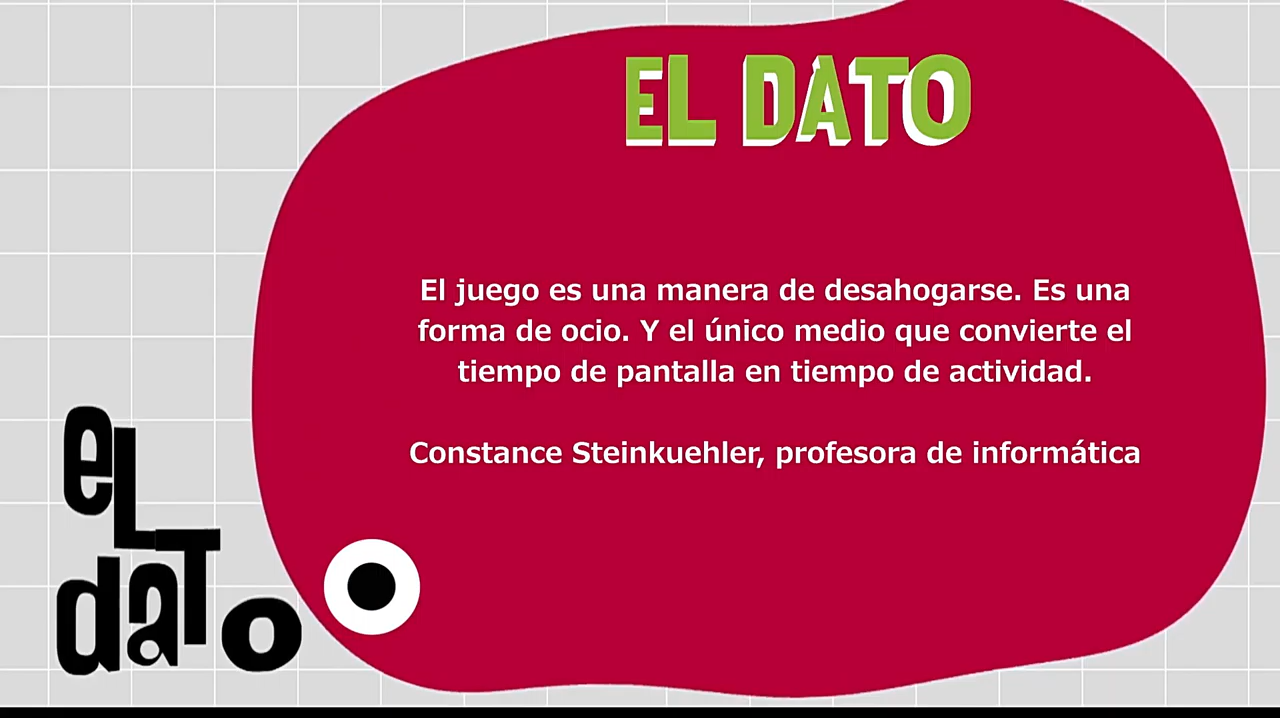 EL DATO
El juego es una manera de desahogarse. Es una
forma de ocio. Y el único medio que convierte el
tiempo de pantalla en tiempo de actividad.
Constance Steinkuehler, profesora de informática
eL
daTo